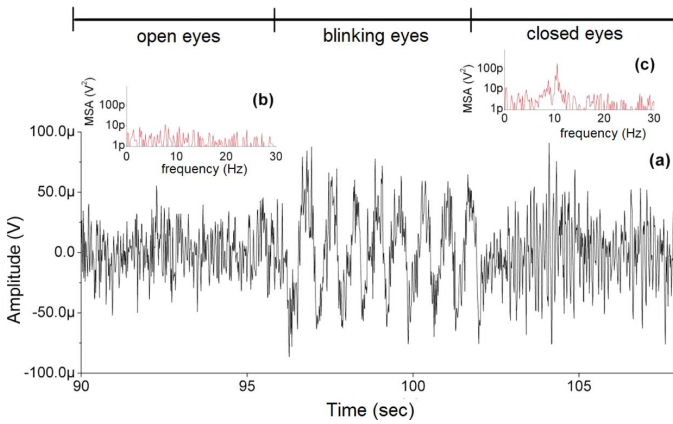 open eyes blinking eyes closed eyes
(c)
MSA (V²)
100p
10p
1p
0 10 20 30
frequency (Hz)
(b)
MSA (V²)
100p
10p
1p
0 10 20 30
frequency (Hz)
(a)
Amplitude (V)
100.0µ
50.0µ
0.0
-50.0µ
-100.0µ
90 95 100 105
Time (sec)